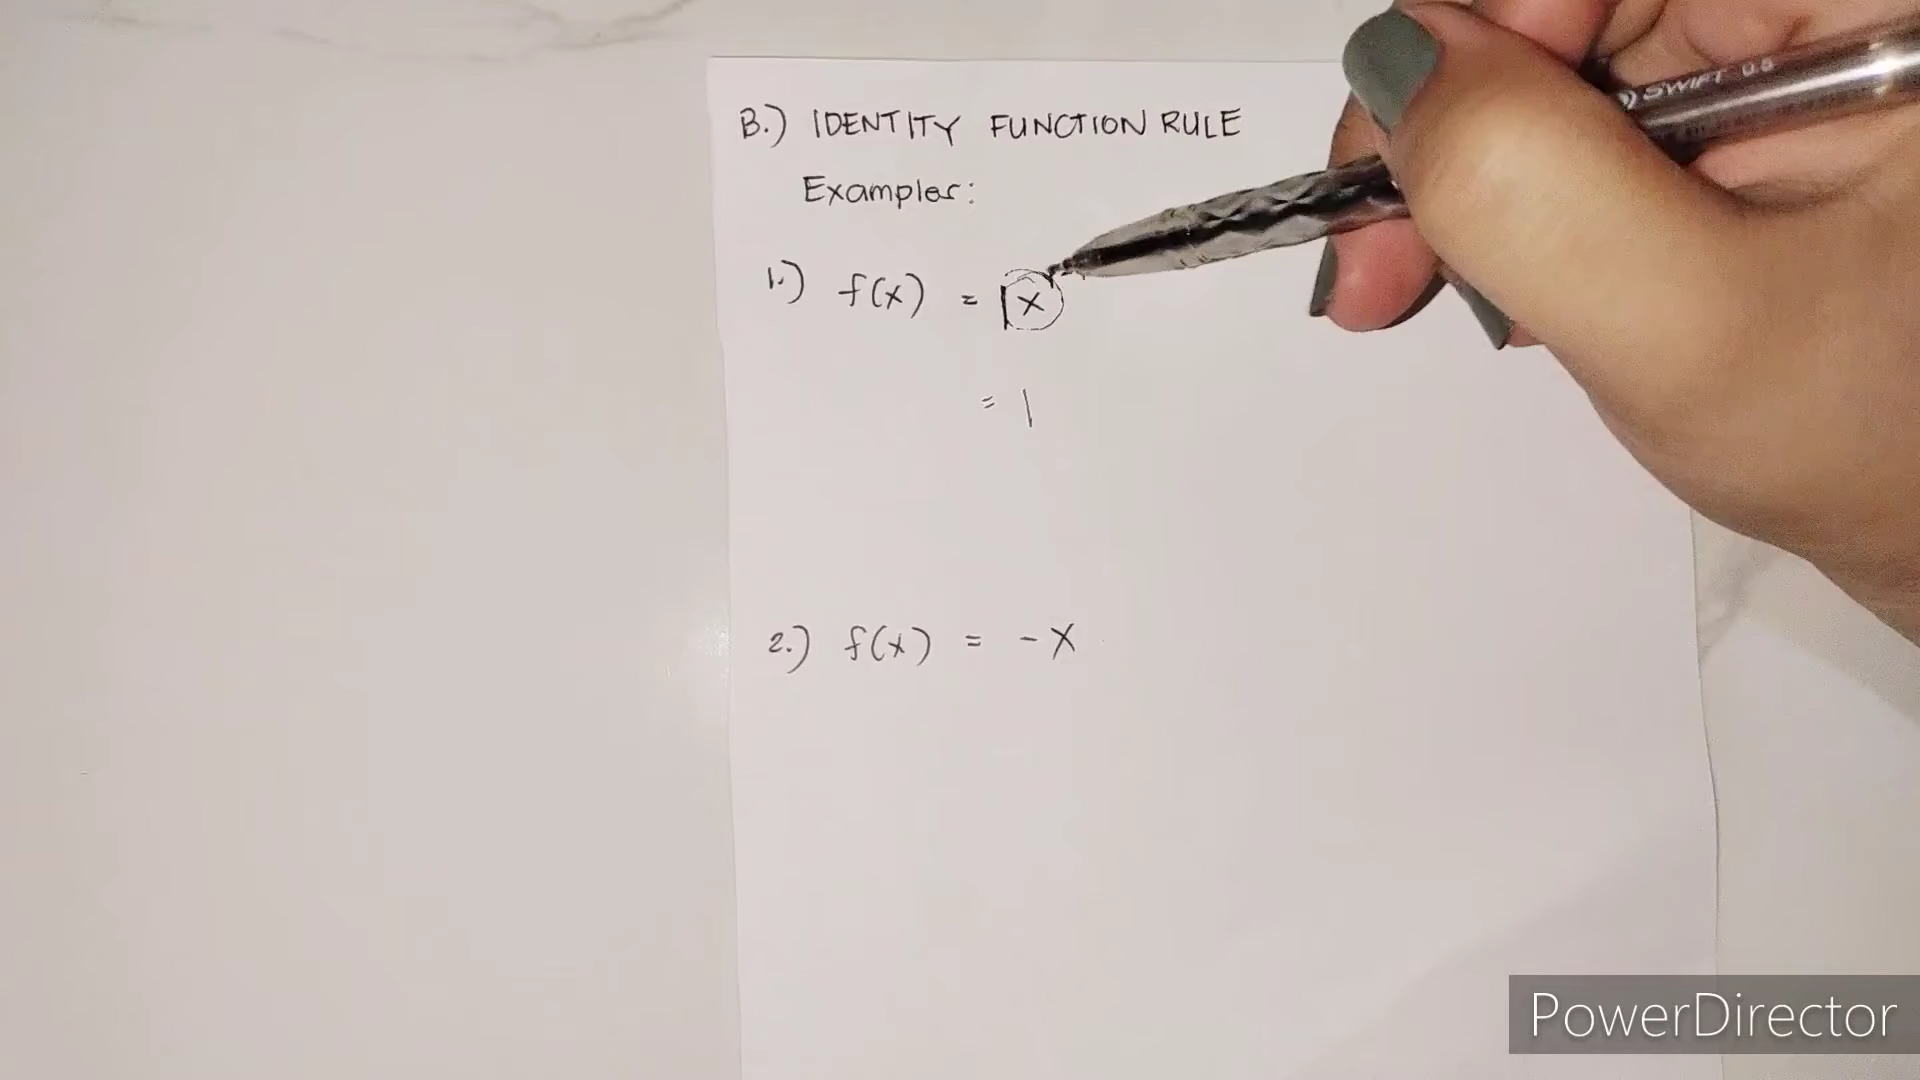 B.) IDENTITY FUNCTION RULE
Examples:
1.) f(x) = 1x
= 1
2.) f(x) = -x
SWIFT 0.5
PowerDirector